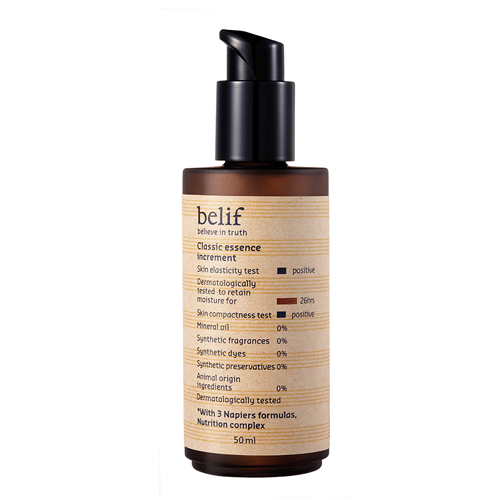 belif
believe in truth
Classic essence
increment
Skin elasticity test positive
Dermatologically
tested to retain
moisture for 26hrs
Skin compactness test positive
Mineral oil 0%
Synthetic fragrances 0%
Synthetic dyes 0%
Synthetic preservatives 0%
Animal origin
ingredients 0%
Dermatologically tested
*With 3 Napiers formulas,
Nutrition complex
50ml